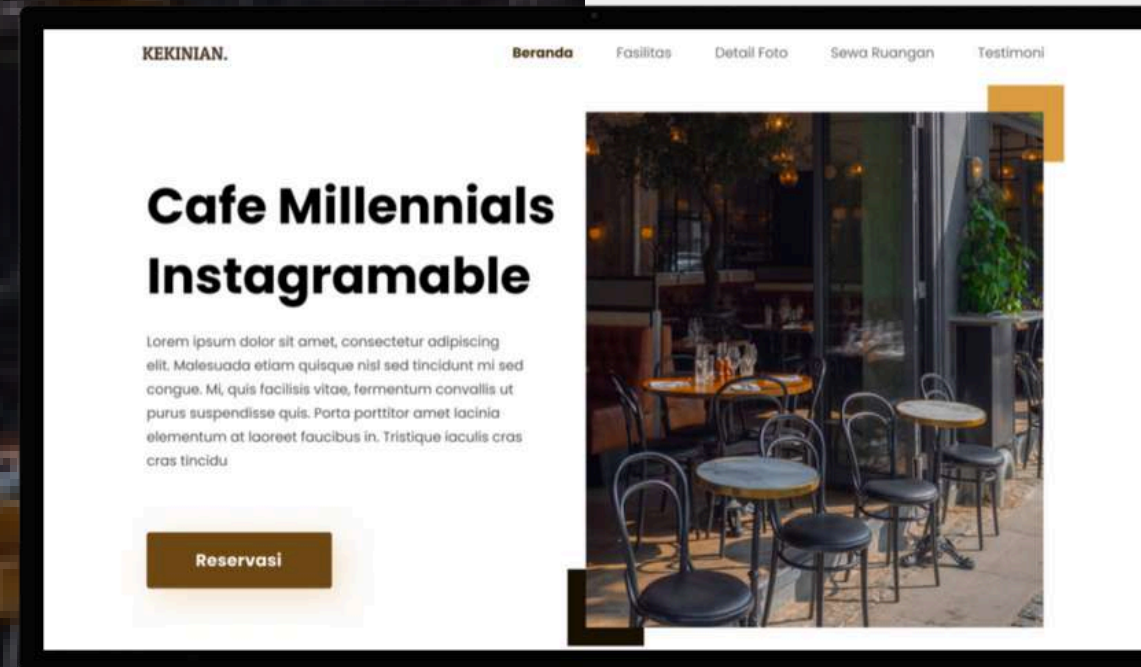 KEKINIAN.
Beranda Fasilitas Detail Foto Sewa Ruangan Testimoni
Cafe Millennials
Instagramable
Lorem ipsum dolor sit amet, consectetur adipiscing
elit. Malesuada etiam quisque nisl sed tincidunt mi sed
congue. Mi, quis facilisis vitae, fermentum convallis ut
purus suspendisse quis. Porta porttitor amet lacinia
elementum at laoreet faucibus in. Tristique iaculis cras
cras tincidu
Reservasi